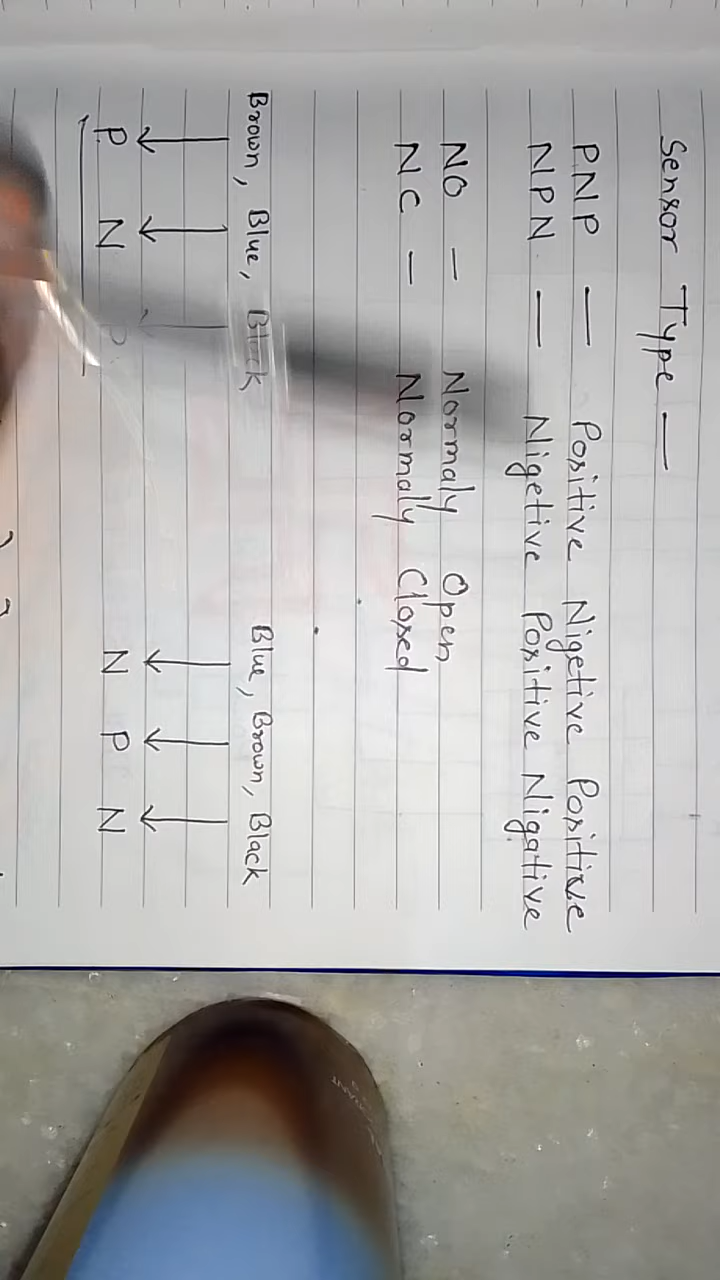 Sensor Type —
PNP — Positive Nigetive Positive
NPN — Nigetive Positive Nigative
NO — Normaly Open
NC — Normaly Closed
Brown, Blue, Black
P N P
Blue, Brown, Black
N P N